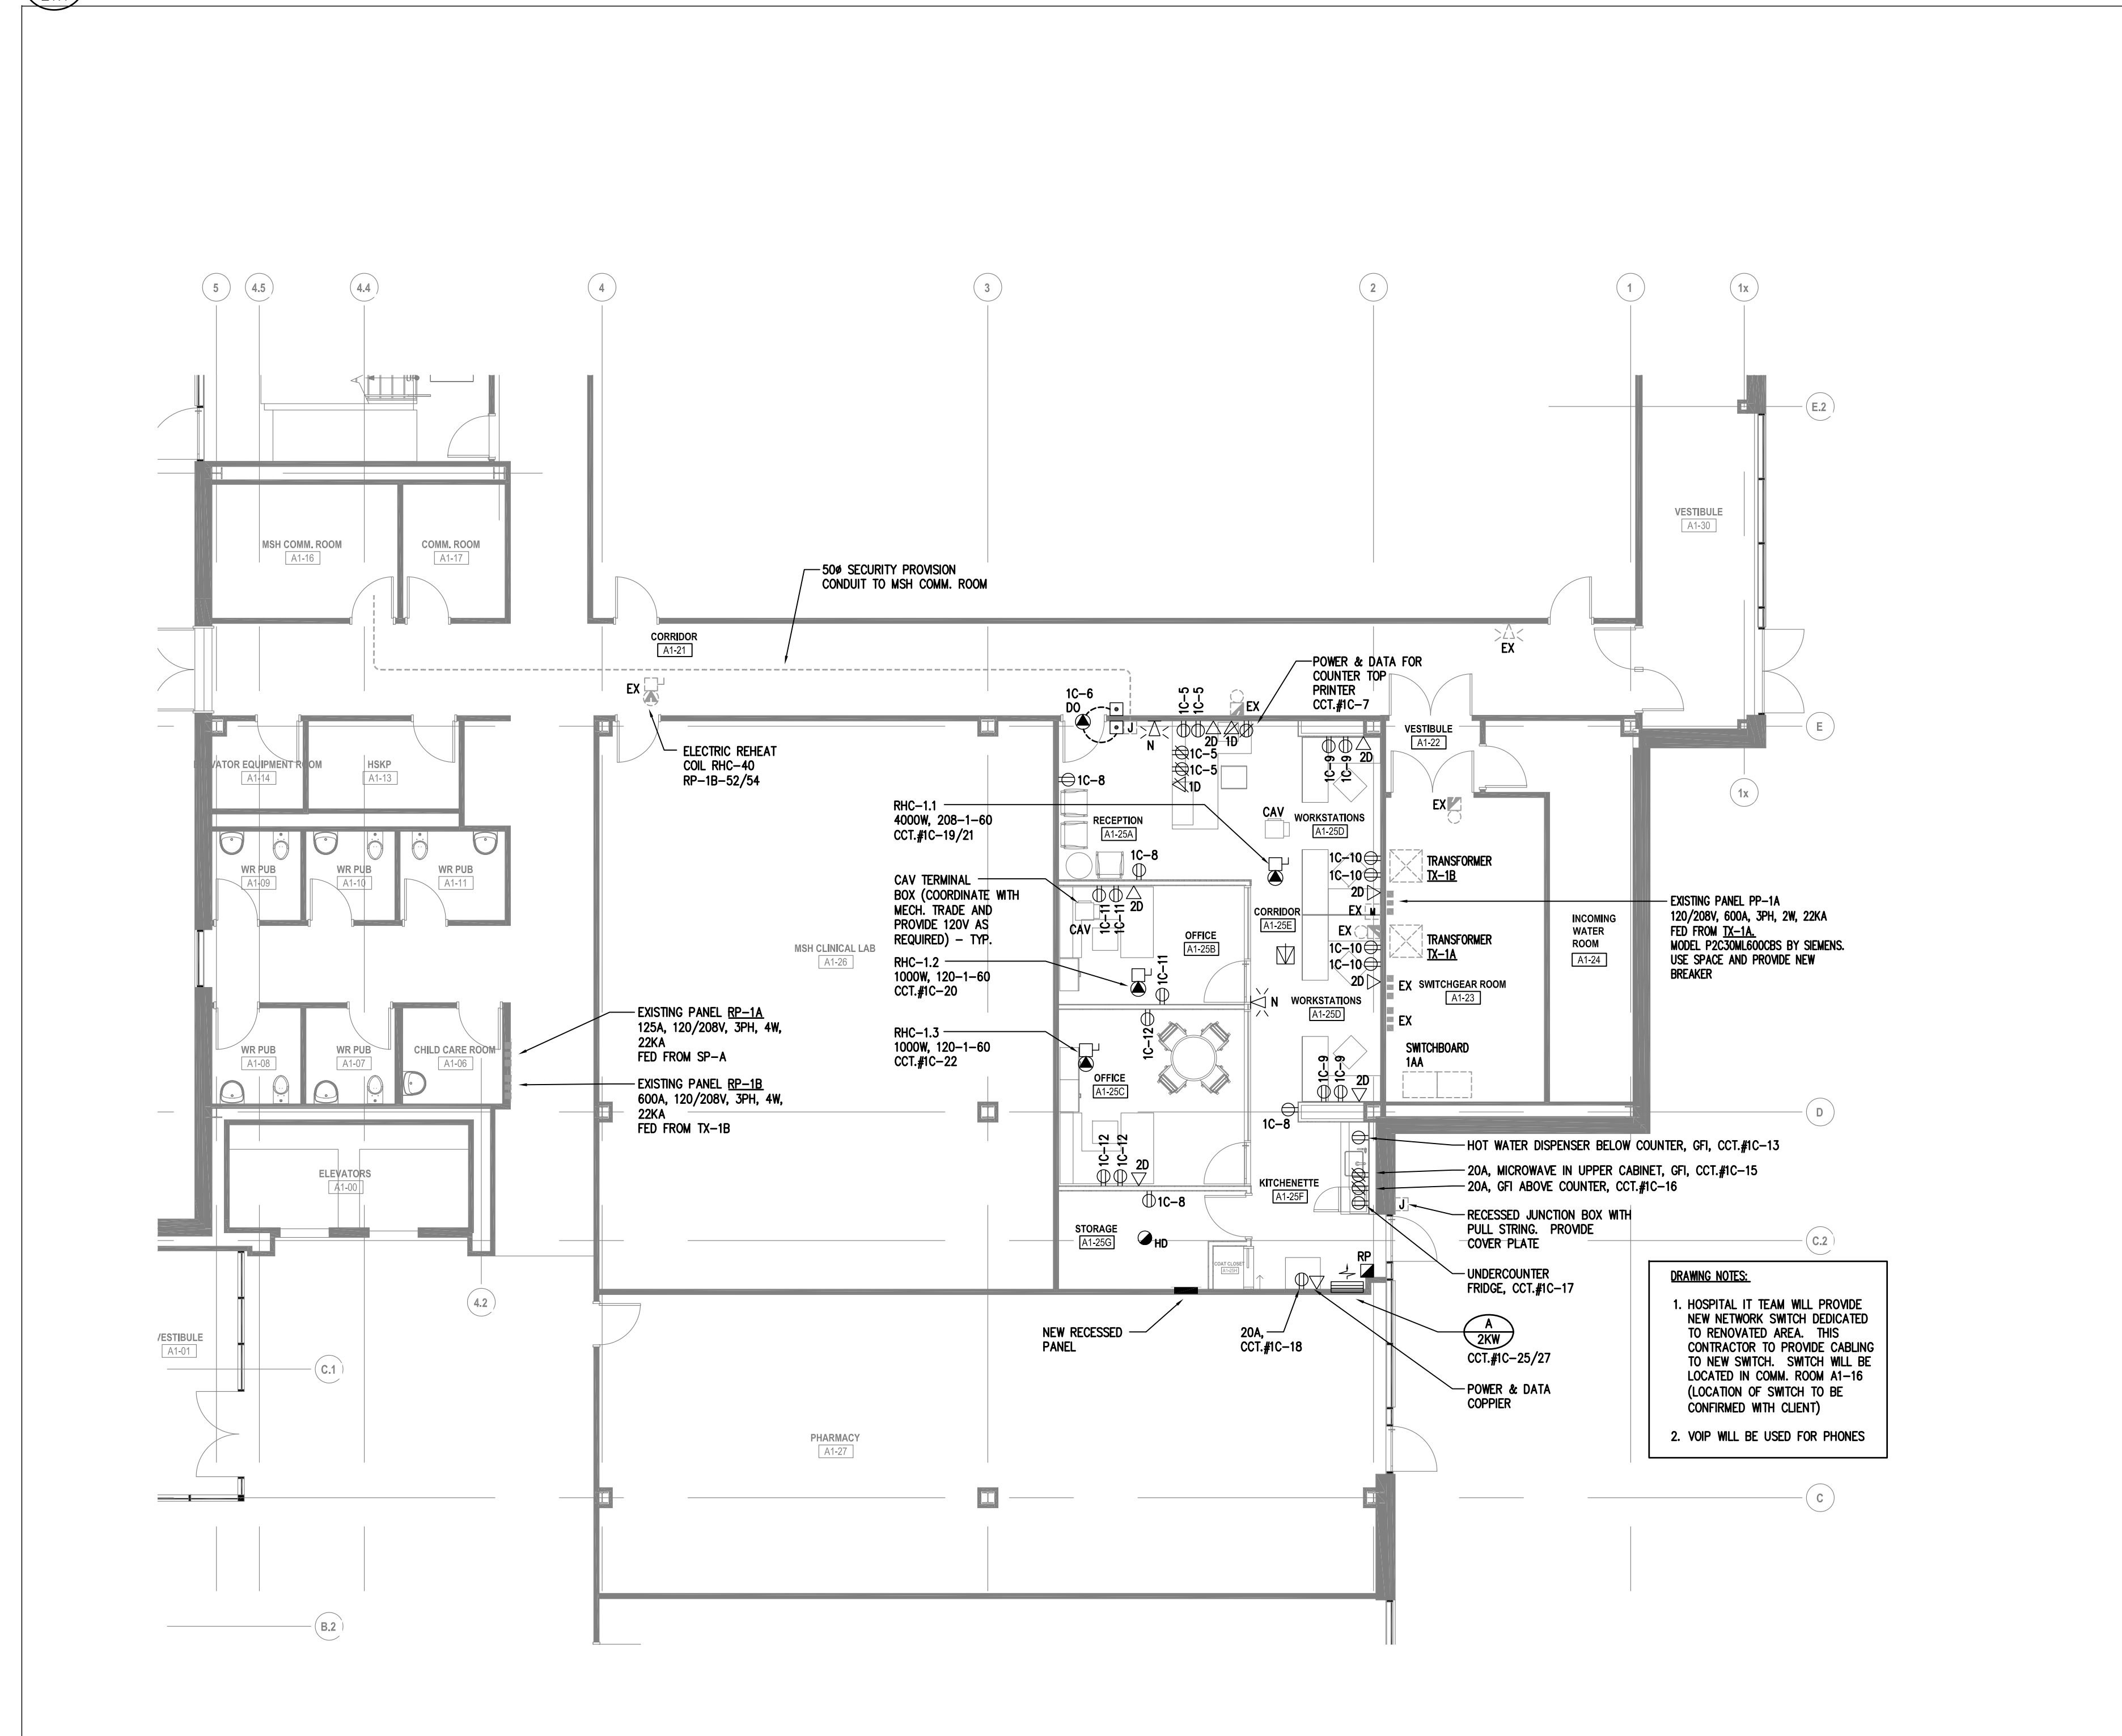 5
4.5
4.4
4
3
2
1
1x
E.2
VESTIBULE
A1-30
MSH COMM. ROOM
A1-16
COMM. ROOM
A1-17
50ø SECURITY PROVISION
CONDUIT TO MSH COMM. ROOM
CORRIDOR
A1-21
EX
EX
POWER & DATA FOR
COUNTER TOP
PRINTER
CCT.#1C-7
1C-6
DO
J
N
1C-5
1C-5
2D
1D
EX
1C-5
1C-5
1D
1C-9
1C-9
2D
VESTIBULE
A1-22
E
ELECTRIC REHEAT
COIL RHC-40
RP-1B-52/54
EVATOR EQUIPMENT ROOM
A1-14
HSKP
A1-13
1C-8
1x
RHC-1.1
4000W, 208-1-60
CCT.#1C-19/21
RECEPTION
A1-25A
CAV
WORKSTATIONS
A1-25D
EX
WR PUB
A1-09
WR PUB
A1-10
WR PUB
A1-11
1C-8
1C-10
1C-10
2D
TRANSFORMER
TX-1B
CAV TERMINAL
BOX (COORDINATE WITH
MECH. TRADE AND
PROVIDE 120V AS
REQUIRED) - TYP.
CAV
1C-11
1C-11
2D
OFFICE
A1-25B
CORRIDOR
A1-25E
EX
M
EX
1C-10
1C-10
2D
TRANSFORMER
TX-1A
INCOMING
WATER
ROOM
A1-24
EXISTING PANEL PP-1A
120/208V, 600A, 3PH, 2W, 22KA
FED FROM TX-1A.
MODEL P2C30ML600CBS BY SIEMENS.
USE SPACE AND PROVIDE NEW
BREAKER
MSH CLINICAL LAB
A1-26
RHC-1.2
1000W, 120-1-60
CCT.#1C-20
1C-11
N
WORKSTATIONS
A1-25D
EX
SWITCHGEAR ROOM
A1-23
EX
EXISTING PANEL RP-1A
125A, 120/208V, 3PH, 4W,
22KA
FED FROM SP-A
RHC-1.3
1000W, 120-1-60
CCT.#1C-22
1C-12
SWITCHBOARD
1AA
WR PUB
A1-08
WR PUB
A1-07
CHILD CARE ROOM
A1-06
EXISTING PANEL RP-1B
600A, 120/208V, 3PH, 4W,
22KA
FED FROM TX-1B
OFFICE
A1-25C
1C-9
1C-9
2D
1C-8
D
1C-12
1C-12
2D
HOT WATER DISPENSER BELOW COUNTER, GFI, CCT.#1C-13
20A, MICROWAVE IN UPPER CABINET, GFI, CCT.#1C-15
20A, GFI ABOVE COUNTER, CCT.#1C-16
ELEVATORS
A1-00
KITCHENETTE
A1-25F
1C-8
J
RECESSED JUNCTION BOX WITH
PULL STRING. PROVIDE
COVER PLATE
STORAGE
A1-25G
HD
COAT CLOSET
RP
C.2
UNDERCOUNTER
FRIDGE, CCT.#1C-17
4.2
NEW RECESSED
PANEL
20A,
CCT.#1C-18
A
2KW
CCT.#1C-25/27
POWER & DATA
COPPIER
VESTIBULE
A1-01
C.1
DRAWING NOTES:
1. HOSPITAL IT TEAM WILL PROVIDE
NEW NETWORK SWITCH DEDICATED
TO RENOVATED AREA. THIS
CONTRACTOR TO PROVIDE CABLING
TO NEW SWITCH. SWITCH WILL BE
LOCATED IN COMM. ROOM A1-16
(LOCATION OF SWITCH TO BE
CONFIRMED WITH CLIENT)
2. VOIP WILL BE USED FOR PHONES
PHARMACY
A1-27
C
B.2